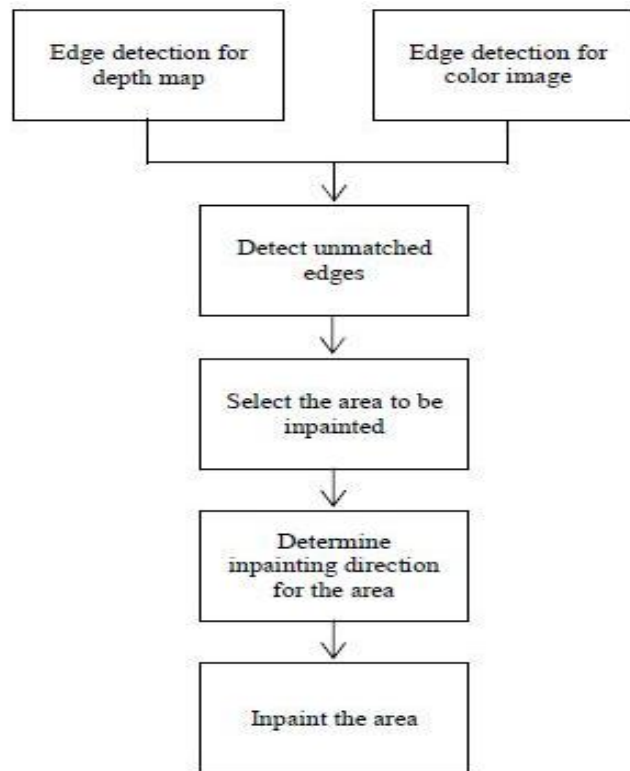 Edge detection for
depth map
Edge detection for
color image
Detect unmatched
edges
Select the area to be
inpainted
Determine
inpainting direction
for the area
Inpaint the area